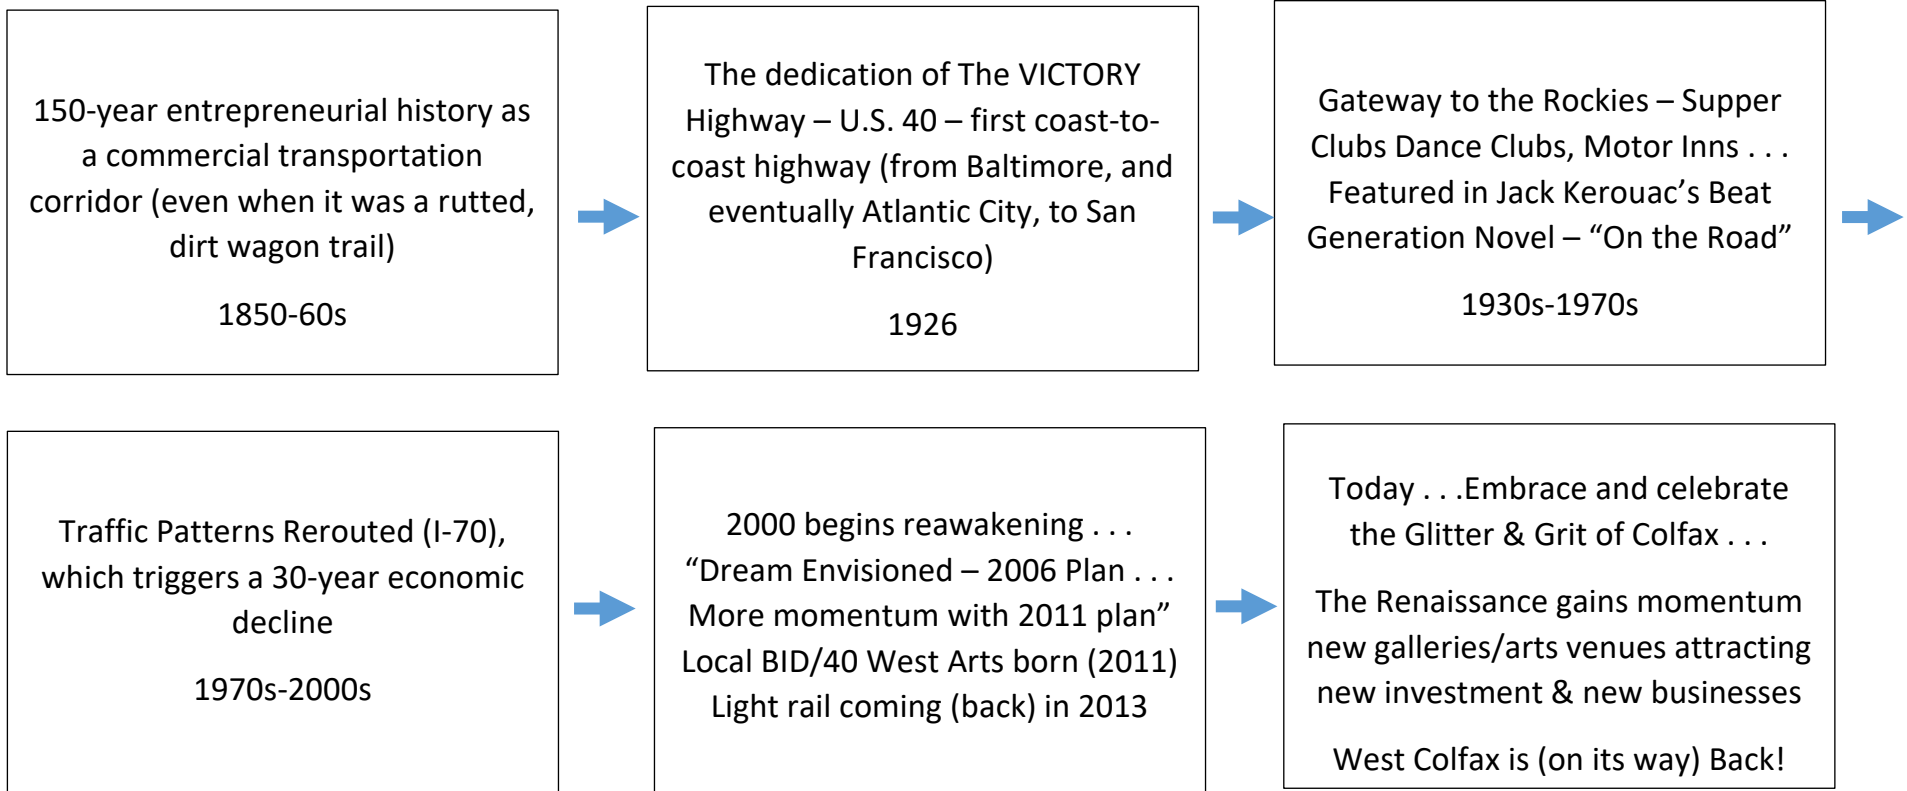 150-year entrepreneurial history as
a commercial transportation
corridor (even when it was a rutted,
dirt wagon trail)
1850-60s
The dedication of The VICTORY
Highway – U.S. 40 – first coast-to-
coast highway (from Baltimore, and
eventually Atlantic City, to San
Francisco)
1926
Gateway to the Rockies – Supper
Clubs Dance Clubs, Motor Inns . . .
Featured in Jack Kerouac’s Beat
Generation Novel – “On the Road”
1930s-1970s
Traffic Patterns Rerouted (I-70),
which triggers a 30-year economic
decline
1970s-2000s
2000 begins reawakening . . .
“Dream Envisioned – 2006 Plan . . .
More momentum with 2011 plan”
Local BID/40 West Arts born (2011)
Light rail coming (back) in 2013
Today . . .Embrace and celebrate
the Glitter & Grit of Colfax . . .
The Renaissance gains momentum
new galleries/arts venues attracting
new investment & new businesses
West Colfax is (on its way) Back!